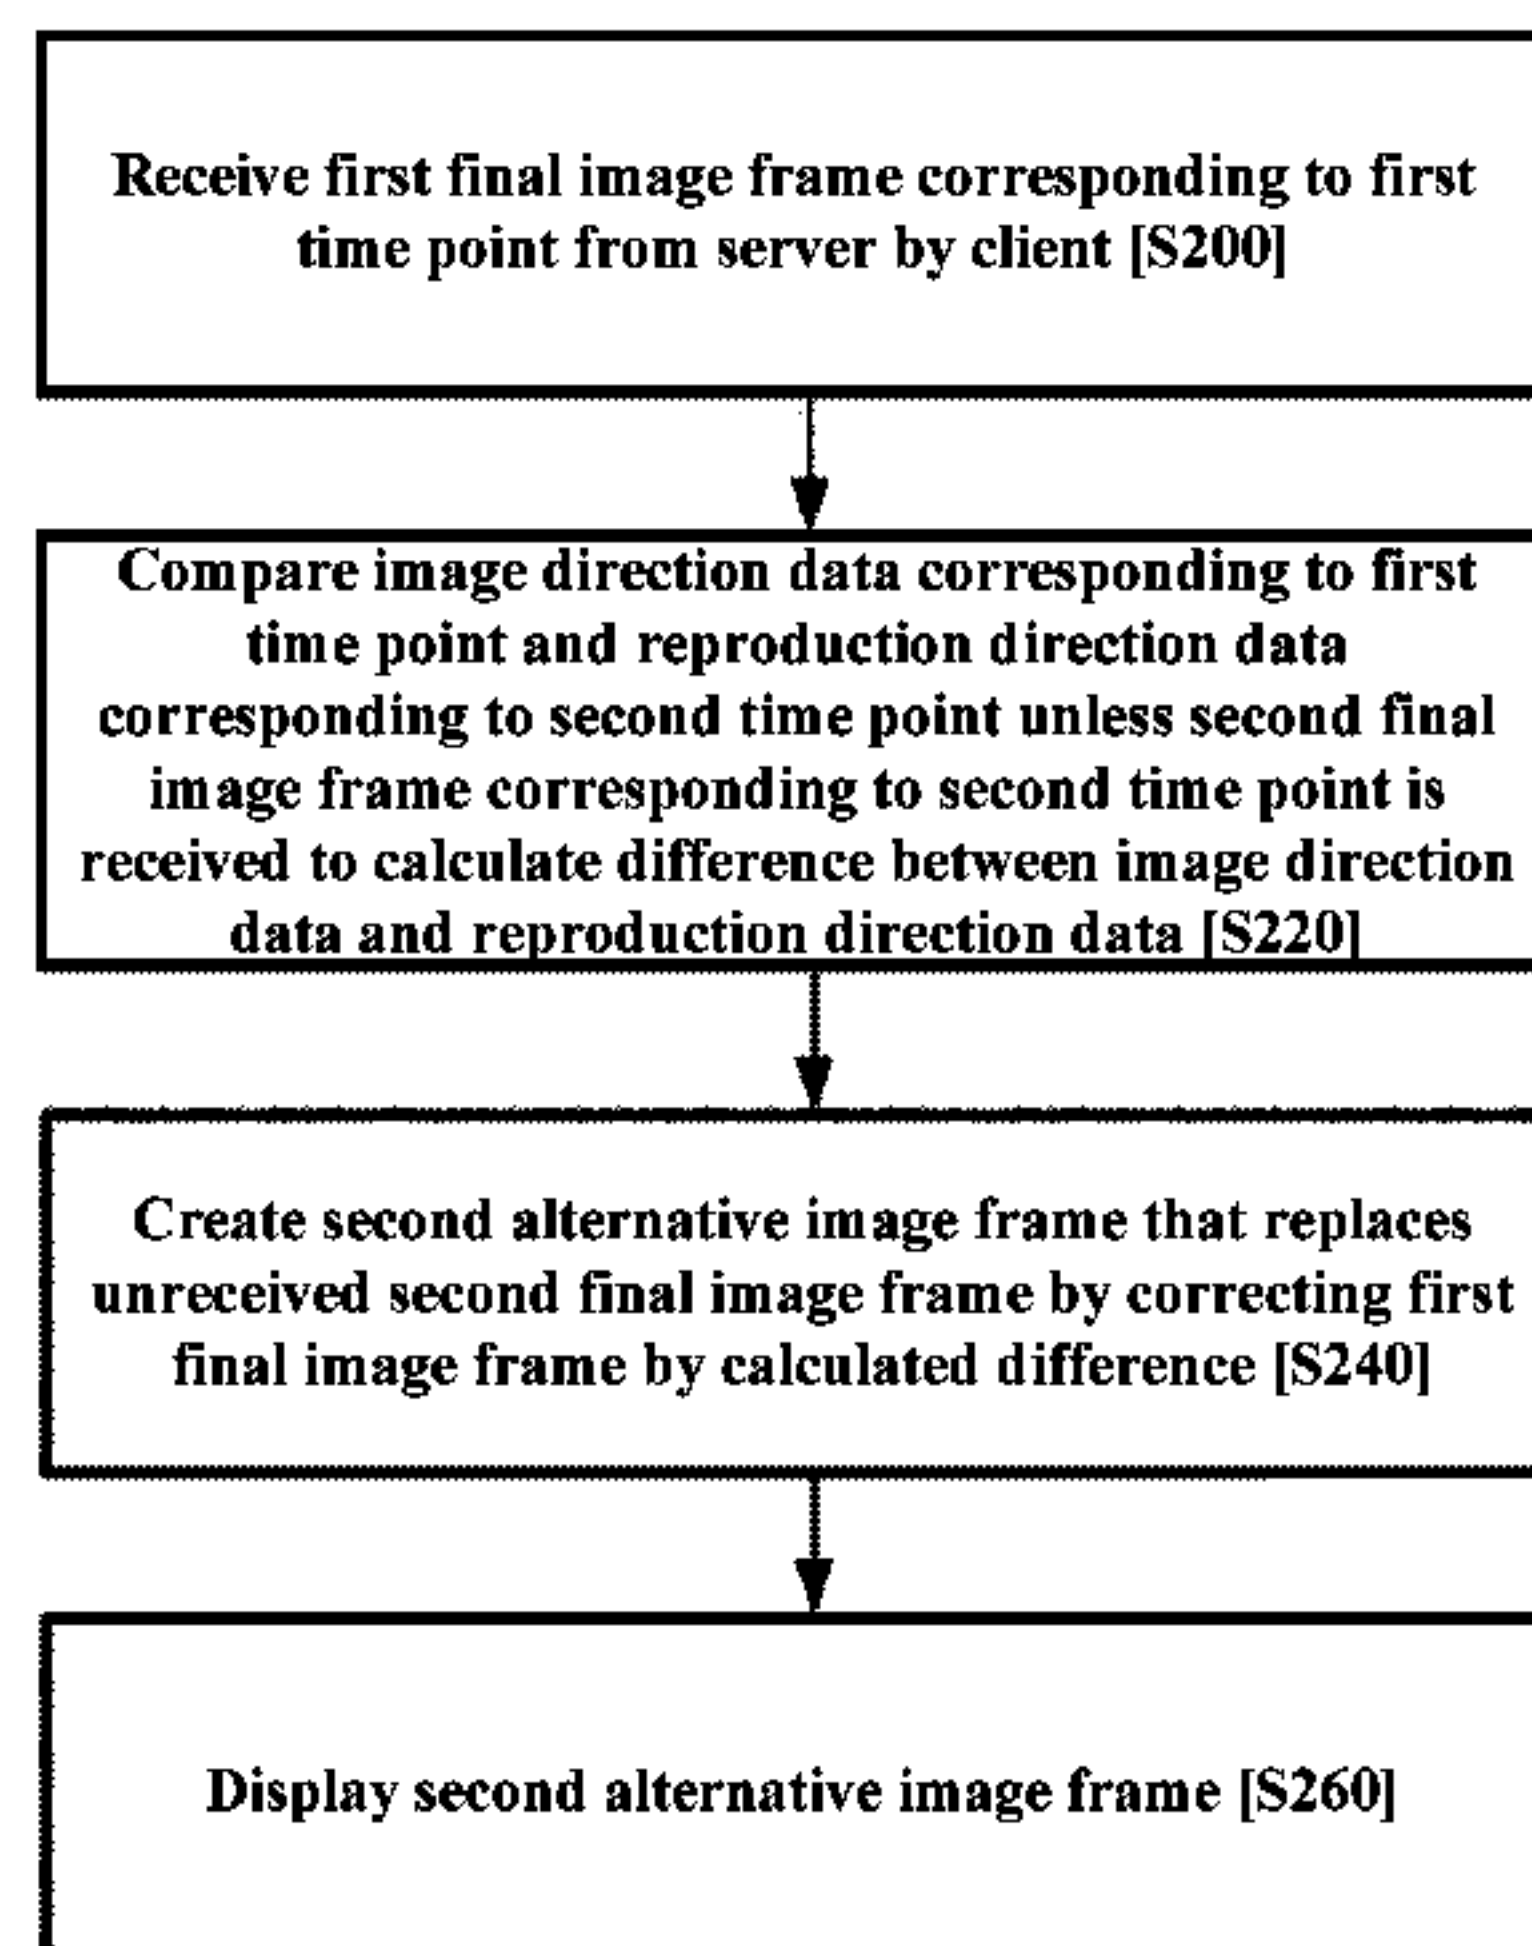 Receive first final image frame corresponding to first
time point from server by client [S200]
Compare image direction data corresponding to first
time point and reproduction direction data
corresponding to second time point unless second final
image frame corresponding to second time point is
received to calculate difference between image direction
data and reproduction direction data [S220]
Create second alternative image frame that replaces
unreceived second final image frame by correcting first
final image frame by calculated difference [S240]
Display second alternative image frame [S260]